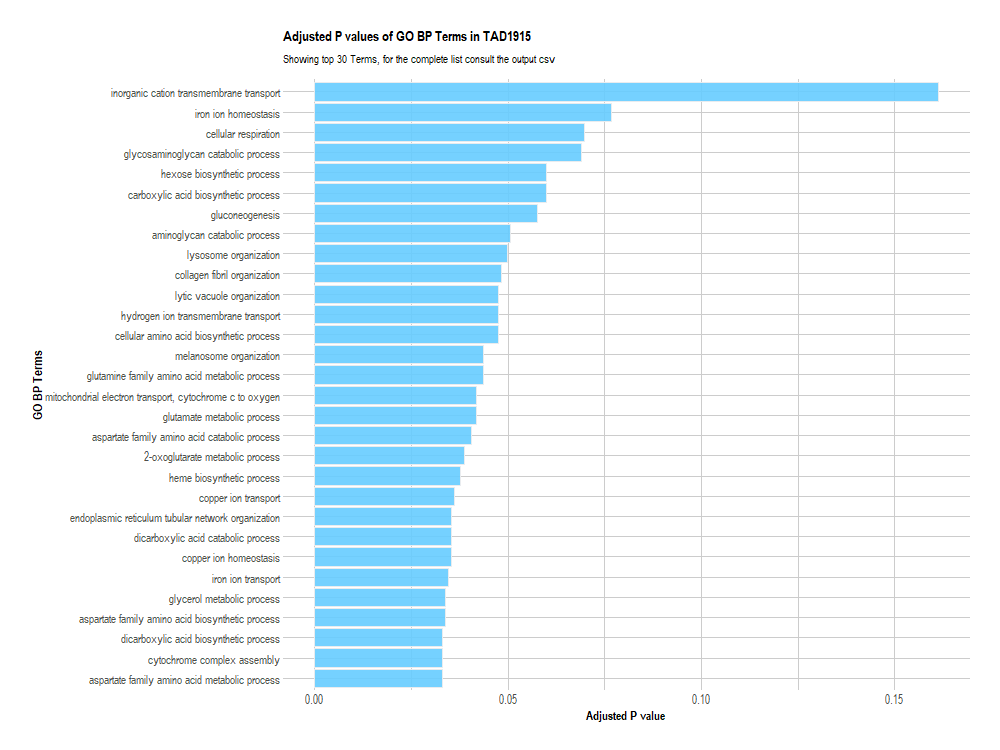 Adjusted P values of GO BP Terms in TAD1915
Showing top 30 Terms, for the complete list consult the output csv
GO BP Terms
inorganic cation transmembrane transport
iron ion homeostasis
cellular respiration
glycosaminoglycan catabolic process
hexose biosynthetic process
carboxylic acid biosynthetic process
gluconeogenesis
aminoglycan catabolic process
lysosome organization
collagen fibril organization
lytic vacuole organization
hydrogen ion transmembrane transport
cellular amino acid biosynthetic process
melanosome organization
glutamine family amino acid metabolic process
mitochondrial electron transport, cytochrome c to oxygen
glutamate metabolic process
aspartate family amino acid catabolic process
2-oxoglutarate metabolic process
heme biosynthetic process
copper ion transport
endoplasmic reticulum tubular network organization
dicarboxylic acid catabolic process
copper ion homeostasis
iron ion transport
glycerol metabolic process
aspartate family amino acid biosynthetic process
dicarboxylic acid biosynthetic process
cytochrome complex assembly
aspartate family amino acid metabolic process
0.00 0.05 0.10 0.15
Adjusted P value